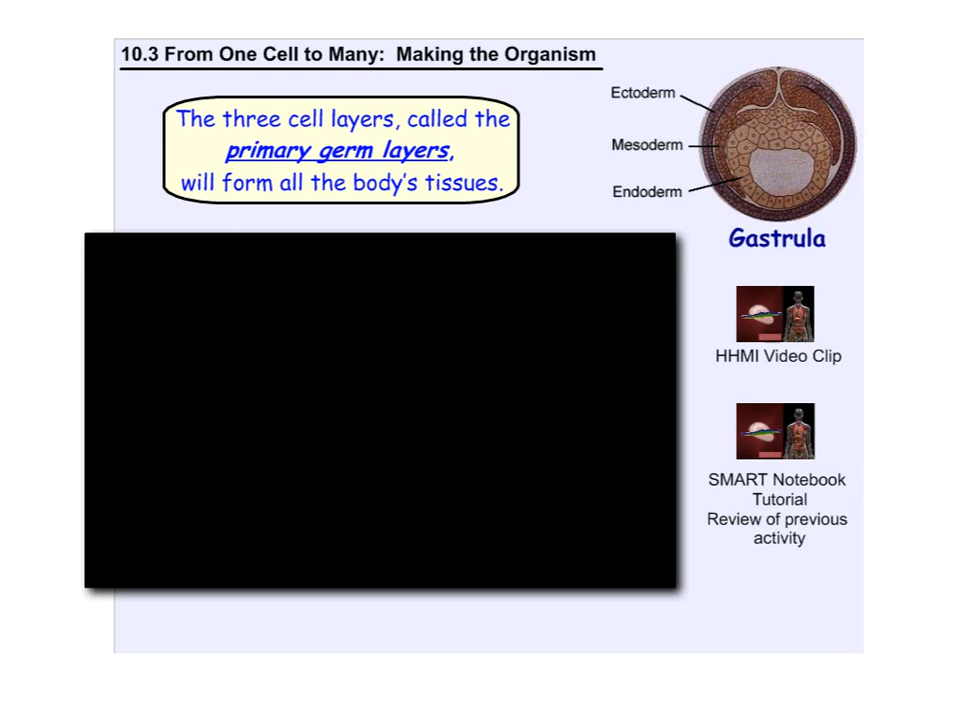 10.3 From One Cell to Many:  Making the Organism
The three cell layers, called the
primary germ layers,
will form all the body's tissues.
Ectoderm
Mesoderm
Endoderm
Gastrula
HHMI Video Clip
SMART Notebook
Tutorial
Review of previous
activity